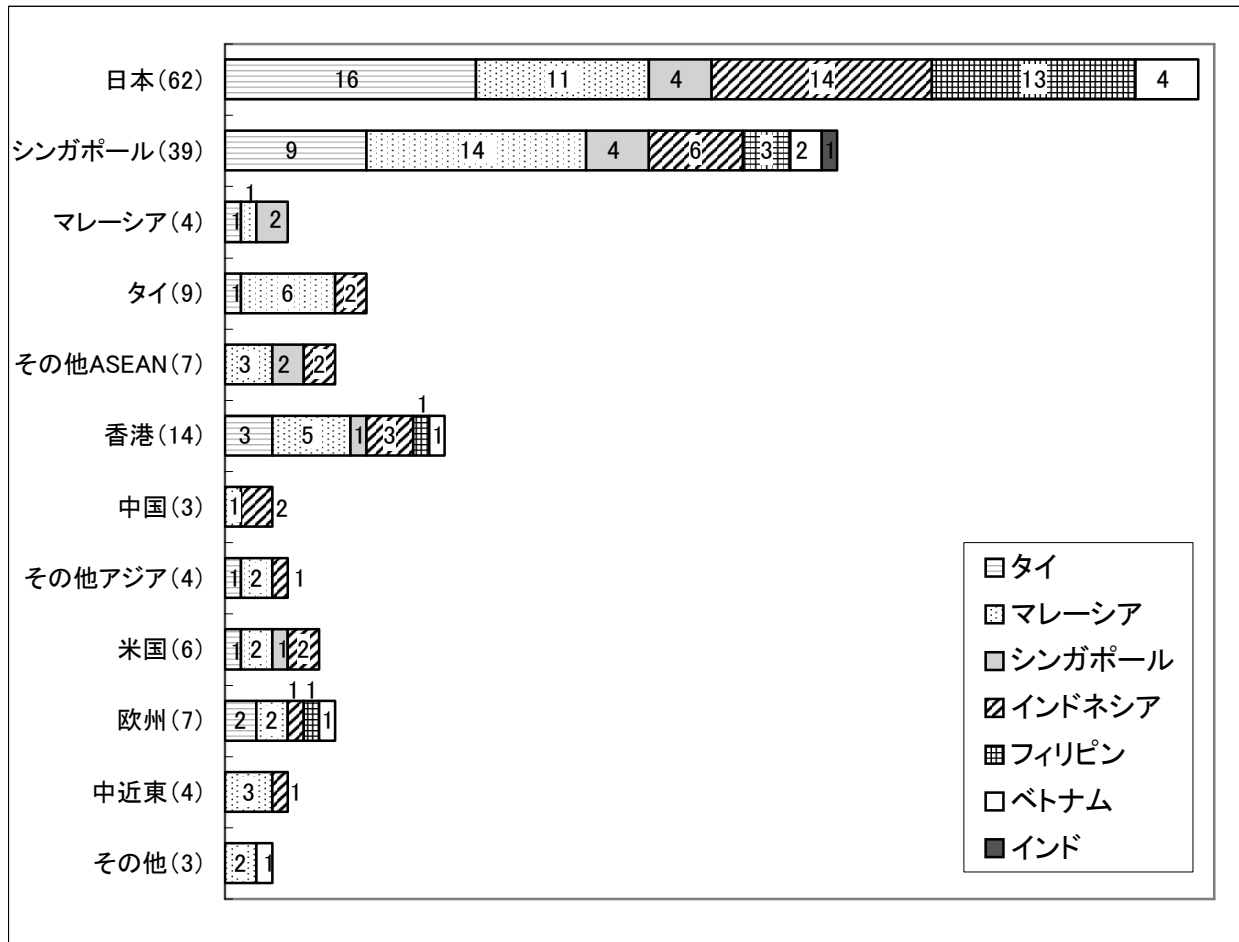 日本(62)
16 11 4 14 13 4
シンガポール(39)
9 14 4 6 3 2 1
1
マレーシア(4)
1 2
タイ(9)
1 6 2
その他ASEAN(7)
3 2 2
1
香港(14)
3 5 1 3 1
中国(3)
1 2
その他アジア(4)
1 2 1
米国(6)
1 2 1 2
1 1
欧州(7)
2 2 1
中近東(4)
3 1
その他(3)
2 1
タイ
マレーシア
シンガポール
インドネシア
フィリピン
ベトナム
インド